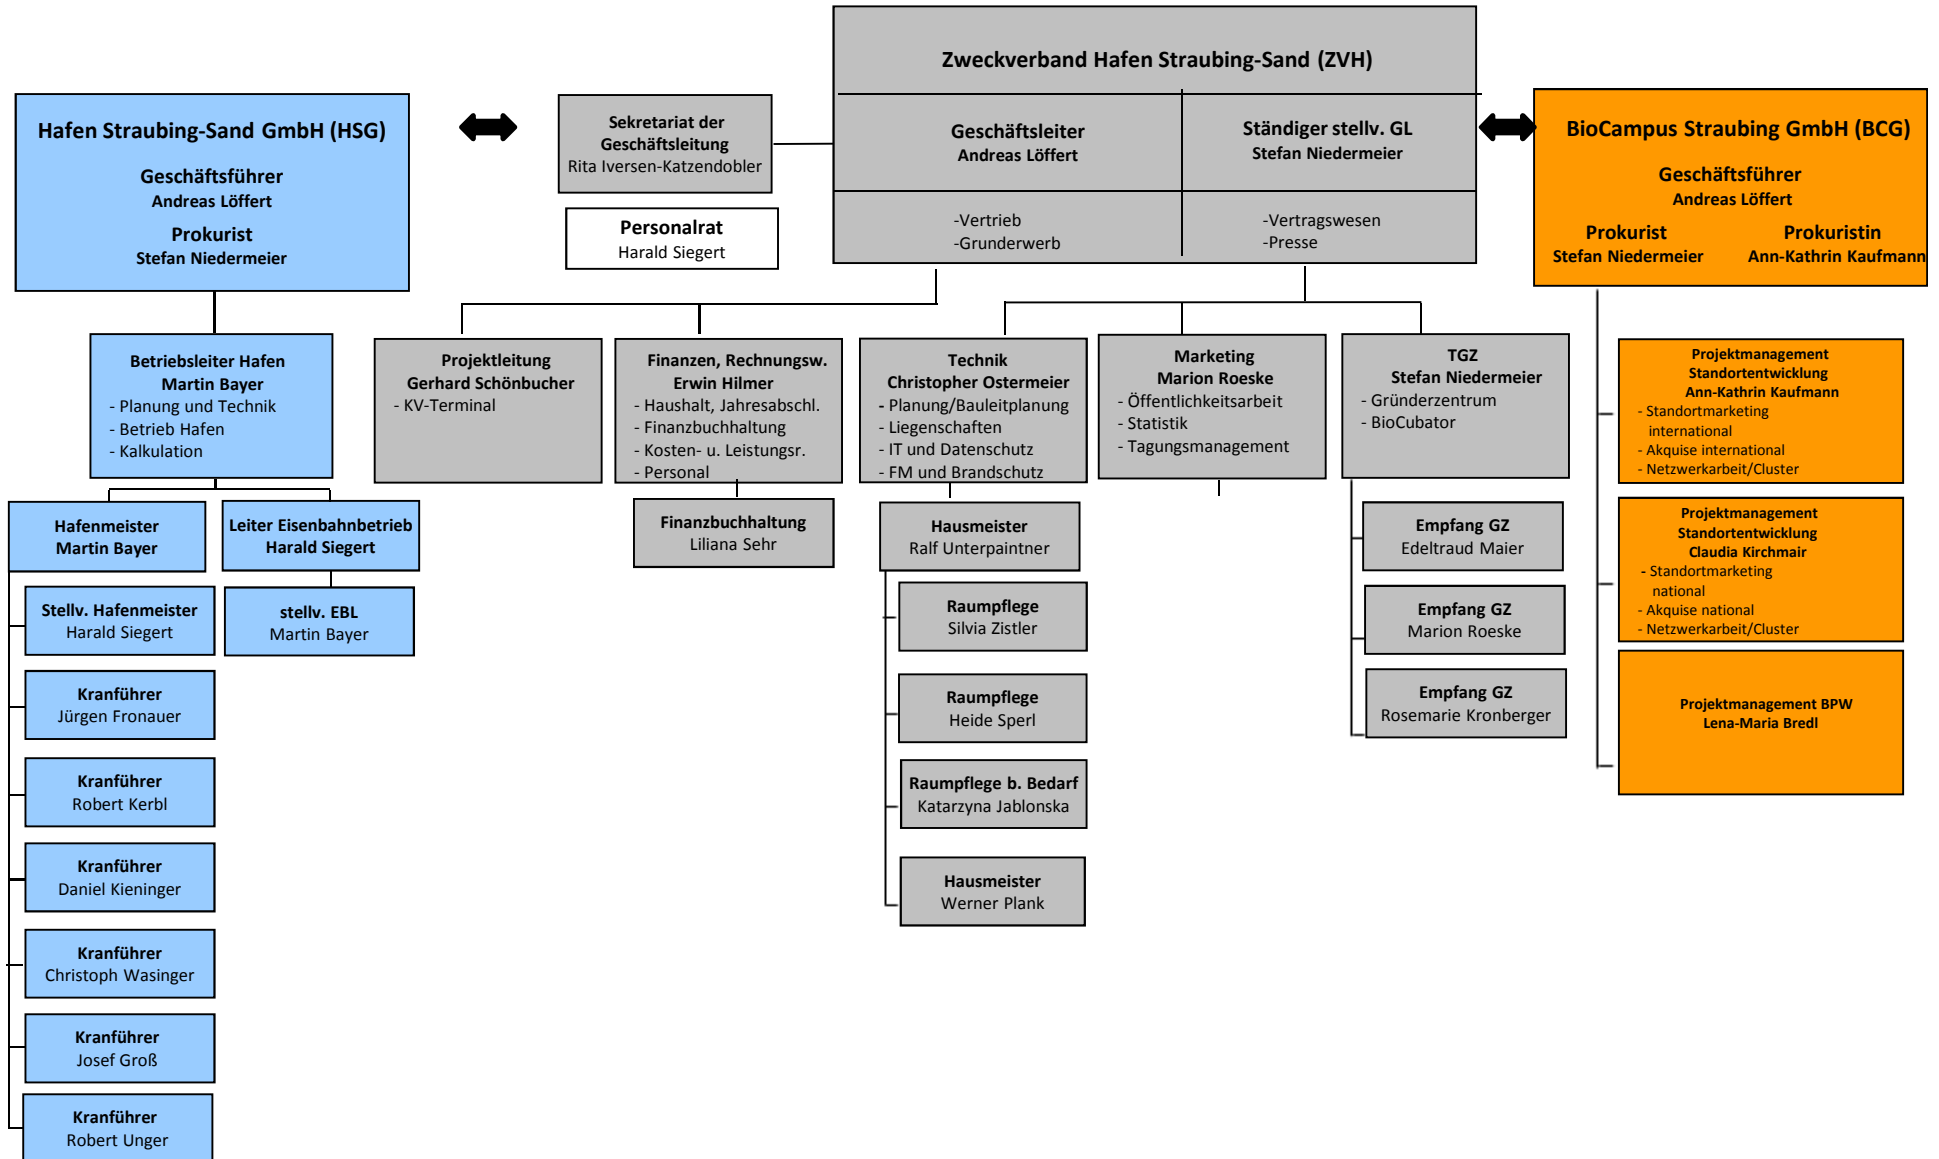 Zweckverband Hafen Straubing-Sand (ZVH)
Geschäftsleiter
Andreas Löffert
Ständiger stellv. GL
Stefan Niedermeier
-Vertrieb
-Grunderwerb
-Vertragswesen
-Presse
Hafen Straubing-Sand GmbH (HSG)
Geschäftsführer
Andreas Löffert
Prokurist
Stefan Niedermeier
Sekretariat der
Geschäftsleitung
Rita Iversen-Katzendobler
Personalrat
Harald Siegert
BioCampus Straubing GmbH (BCG)
Geschäftsführer
Andreas Löffert
Prokurist
Stefan Niedermeier
Prokuristin
Ann-Kathrin Kaufmann
Betriebsleiter Hafen
Martin Bayer
- Planung und Technik
- Betrieb Hafen
- Kalkulation
Projektleitung
Gerhard Schönbucher
- KV-Terminal
Finanzen, Rechnungsw.
Erwin Hilmer
- Haushalt, Jahresabschl.
- Finanzbuchhaltung
- Kosten- u. Leistungsr.
- Personal
Technik
Christopher Ostermeier
- Planung/Bauleitplanung
- Liegenschaften
- IT und Datenschutz
- FM und Brandschutz
Marketing
Marion Roeske
- Öffentlichkeitsarbeit
- Statistik
- Tagungsmanagement
TGZ
Stefan Niedermeier
- Gründerzentrum
- BioCubator
Projektmanagement
Standortentwicklung
Ann-Kathrin Kaufmann
- Standortmarketing
international
- Akquise international
- Netzwerkarbeit/Cluster
Hafenmeister
Martin Bayer
Leiter Eisenbahnbetrieb
Harald Siegert
Finanzbuchhaltung
Liliana Sehr
Hausmeister
Ralf Unterpaintner
Empfang GZ
Edeltraud Maier
Projektmanagement
Standortentwicklung
Claudia Kirchmair
- Standortmarketing
national
- Akquise national
- Netzwerkarbeit/Cluster
Stellv. Hafenmeister
Harald Siegert
stellv. EBL
Martin Bayer
Raumpflege
Silvia Zistler
Empfang GZ
Marion Roeske
Kranführer
Jürgen Fronauer
Raumpflege
Heide Sperl
Empfang GZ
Rosemarie Kronberger
Projektmanagement BPW
Lena-Maria Bredl
Kranführer
Robert Kerbl
Raumpflege b. Bedarf
Katarzyna Jablonska
Kranführer
Daniel Kieninger
Hausmeister
Werner Plank
Kranführer
Christoph Wasinger
Kranführer
Josef Groß
Kranführer
Robert Unger